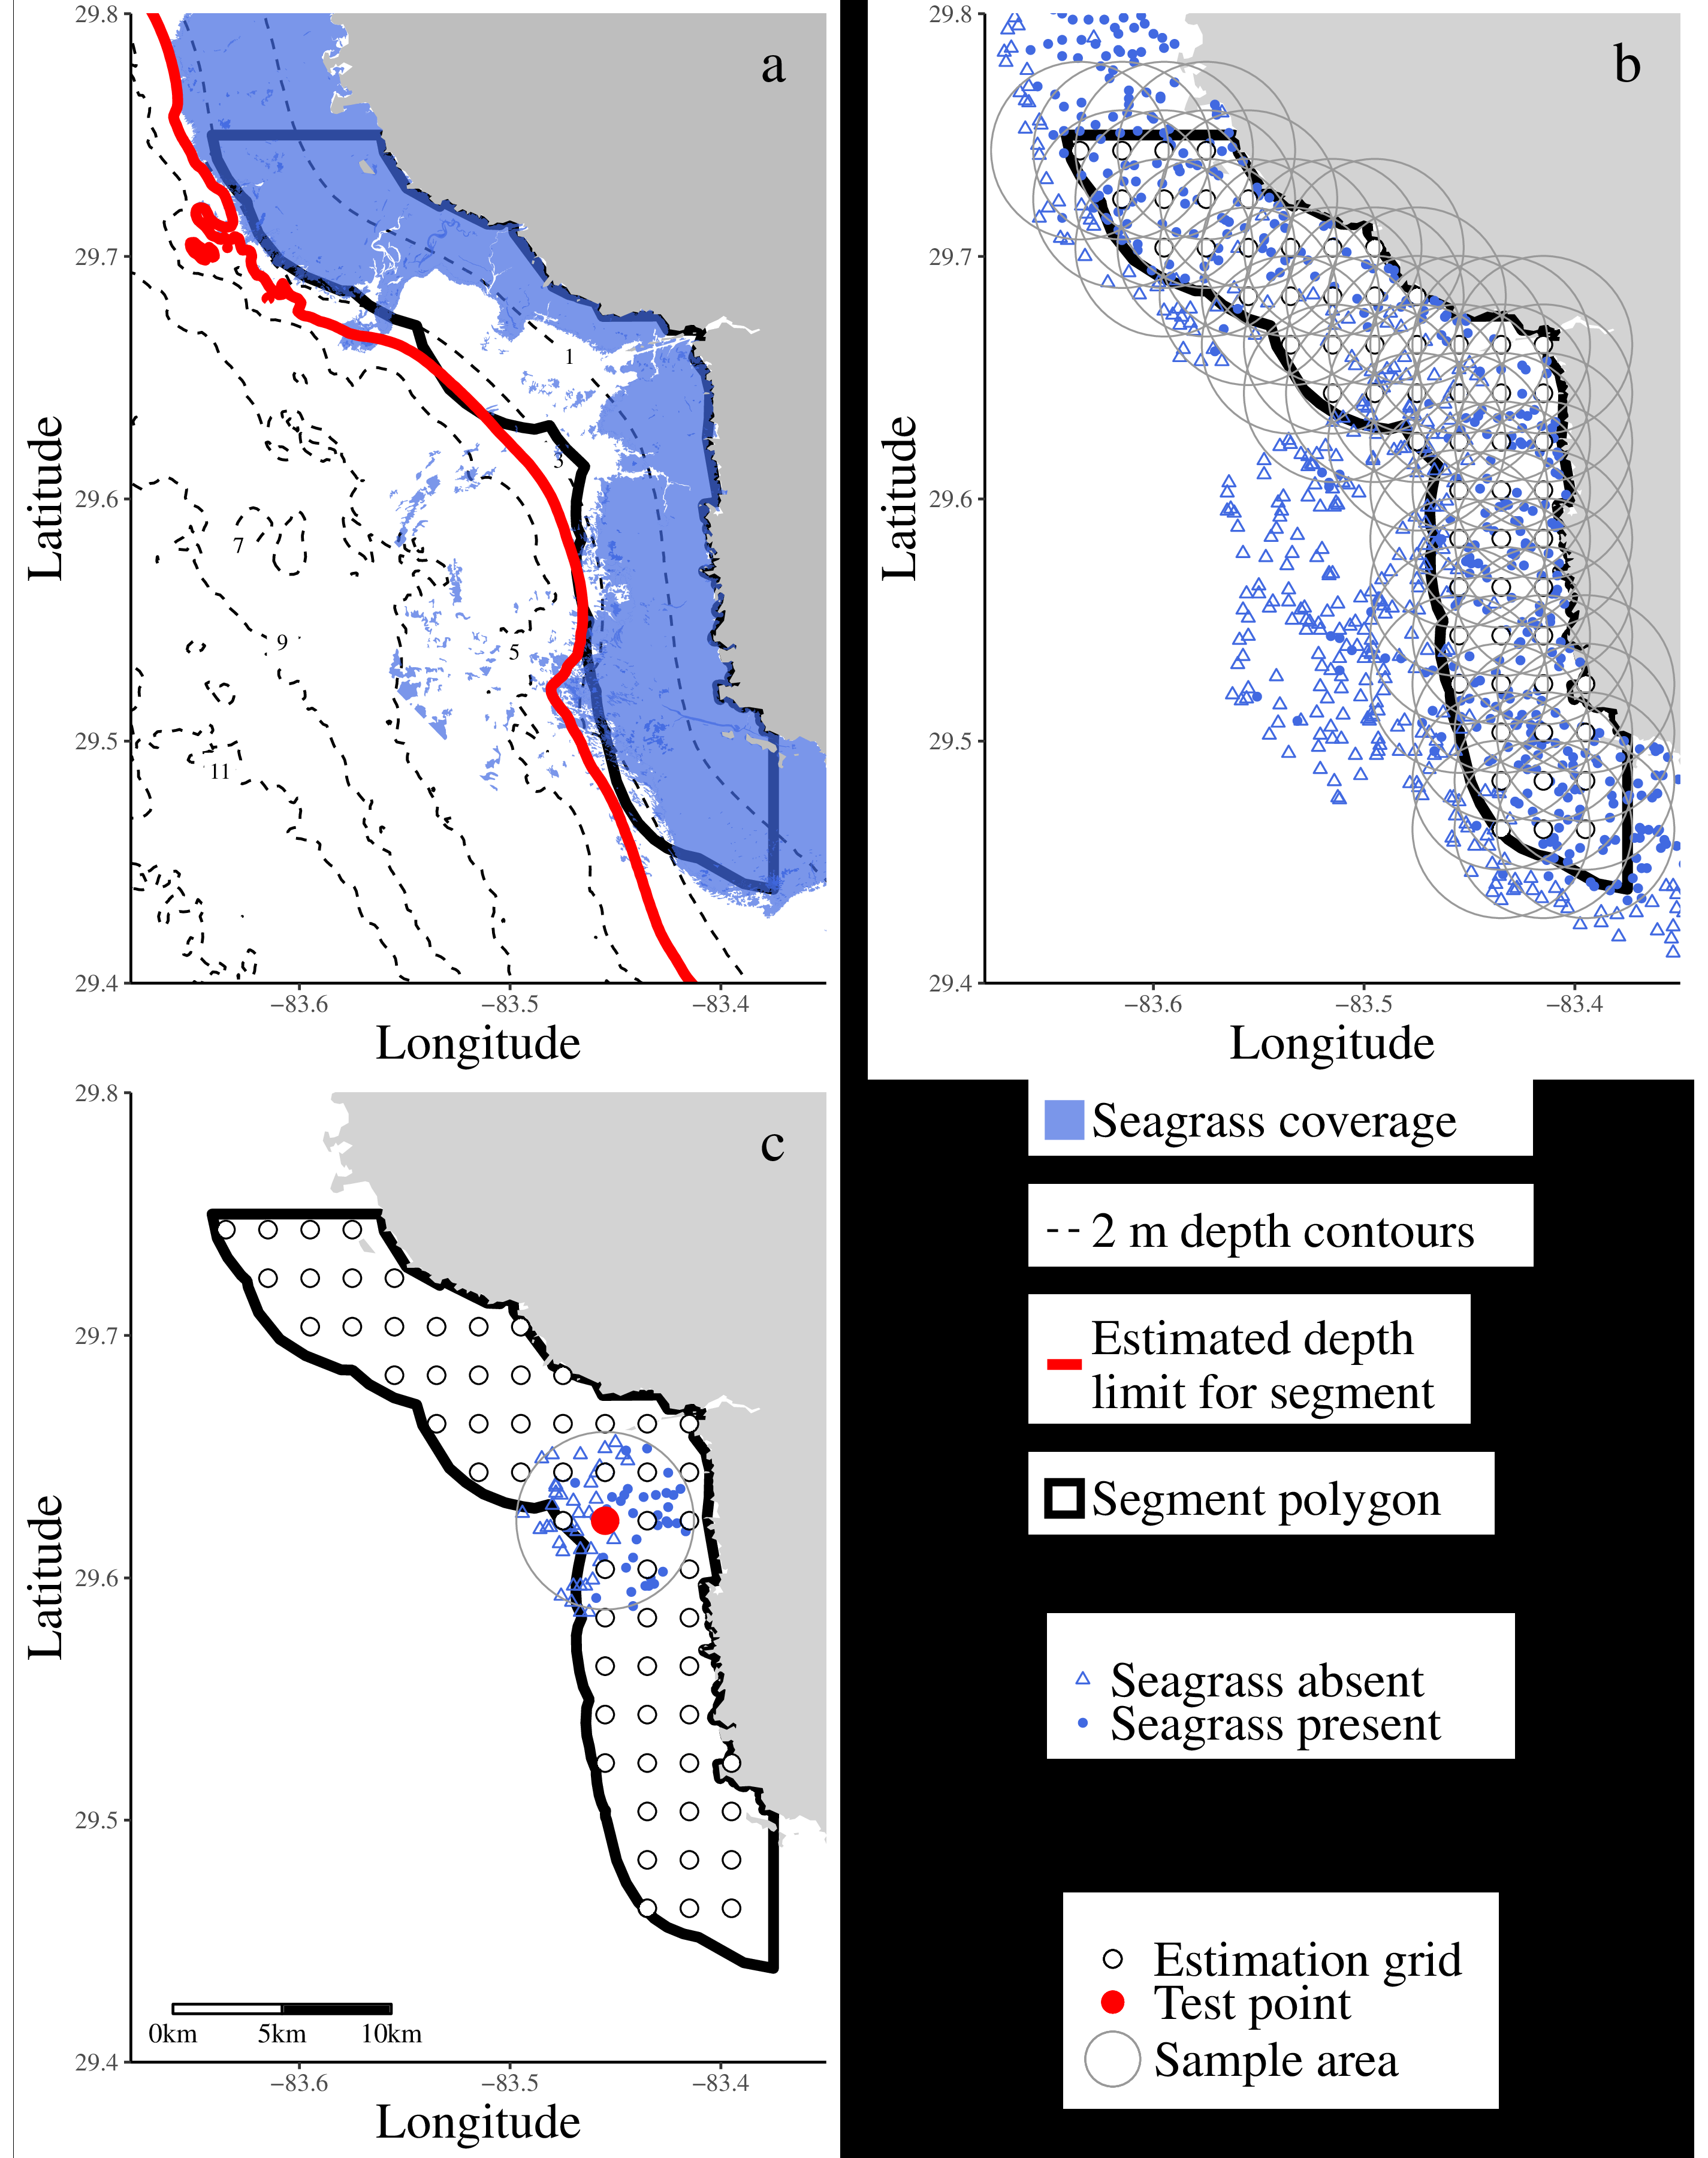 a
29.8
29.7
29.6
29.5
29.4
Latitude
1
3
5
7
9
11
−83.6
−83.5
−83.4
Longitude
b
29.8
29.7
29.6
29.5
29.4
Latitude
−83.6
−83.5
−83.4
Longitude
c
29.8
29.7
29.6
29.5
29.4
Latitude
0km
5km
10km
−83.6
−83.5
−83.4
Longitude
Seagrass coverage
2 m depth contours
Estimated depth
limit for segment
Segment polygon
Seagrass absent
Seagrass present
Estimation grid
Test point
Sample area